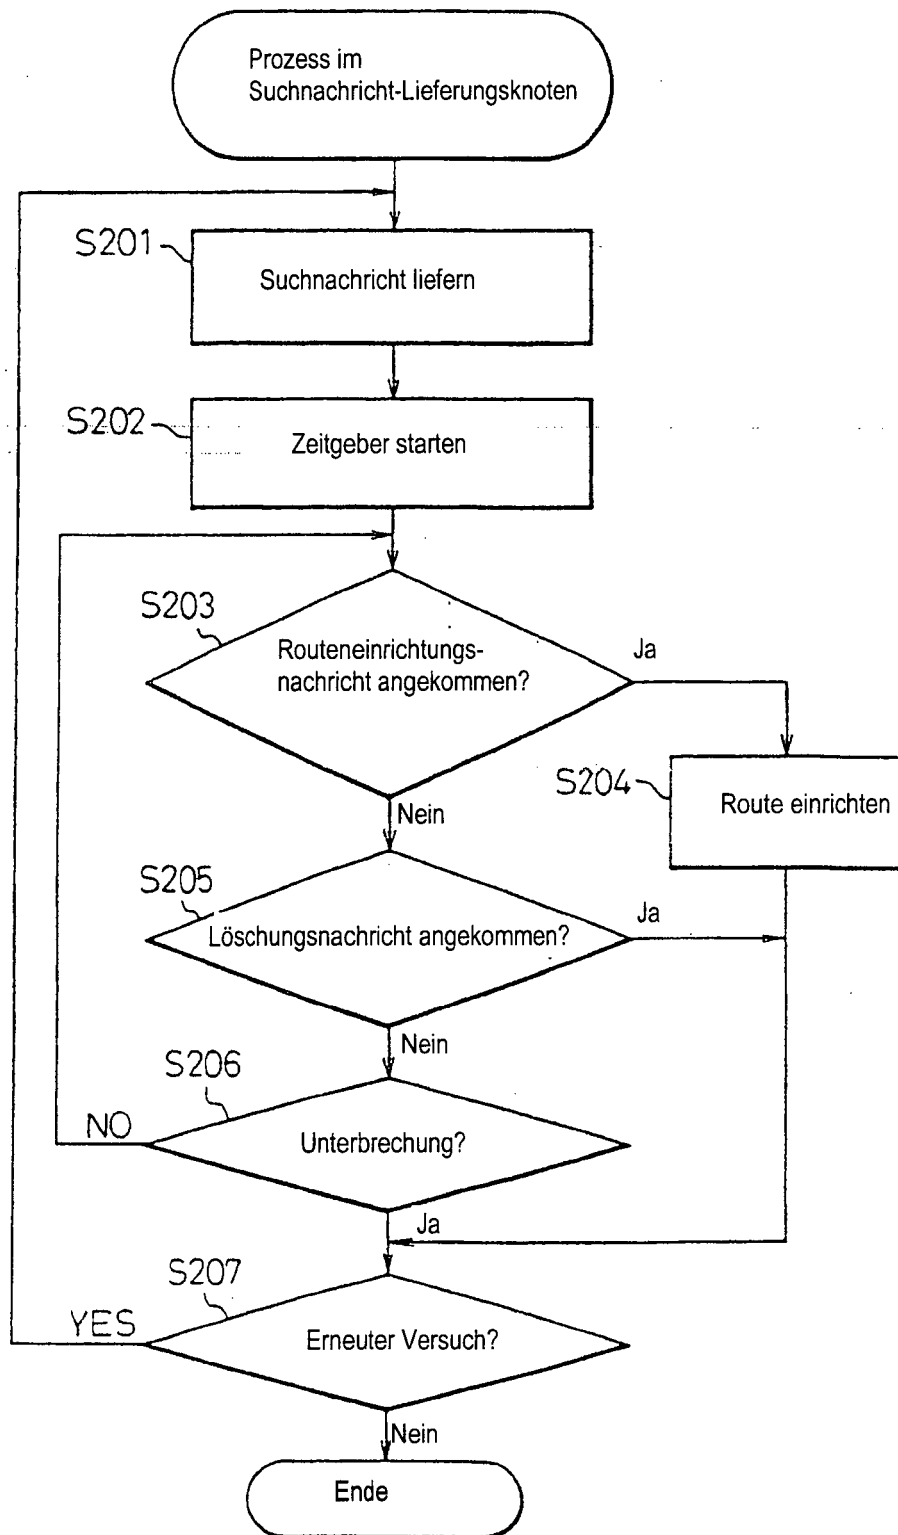 Prozess im
Suchnachricht-Lieferungsknoten
S201
Suchnachricht liefern
S202
Zeitgeber starten
S203
Routeneinrichtungs-
nachricht angekommen?
Ja
S204
Route einrichten
Nein
S205
Löschungsnachricht angekommen?
Ja
Nein
S206
NO
Unterbrechung?
Ja
S207
YES
Erneuter Versuch?
Nein
Ende